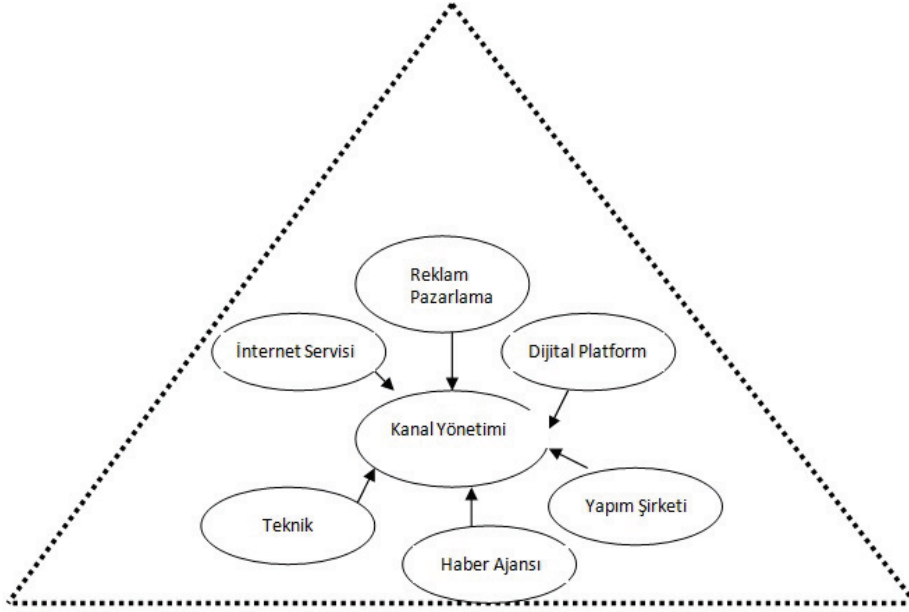 Reklam
Pazarlama
İnternet Servisi
Dijital Platform
Kanal Yönetimi
Yapım Şirketi
Teknik
Haber Ajansı